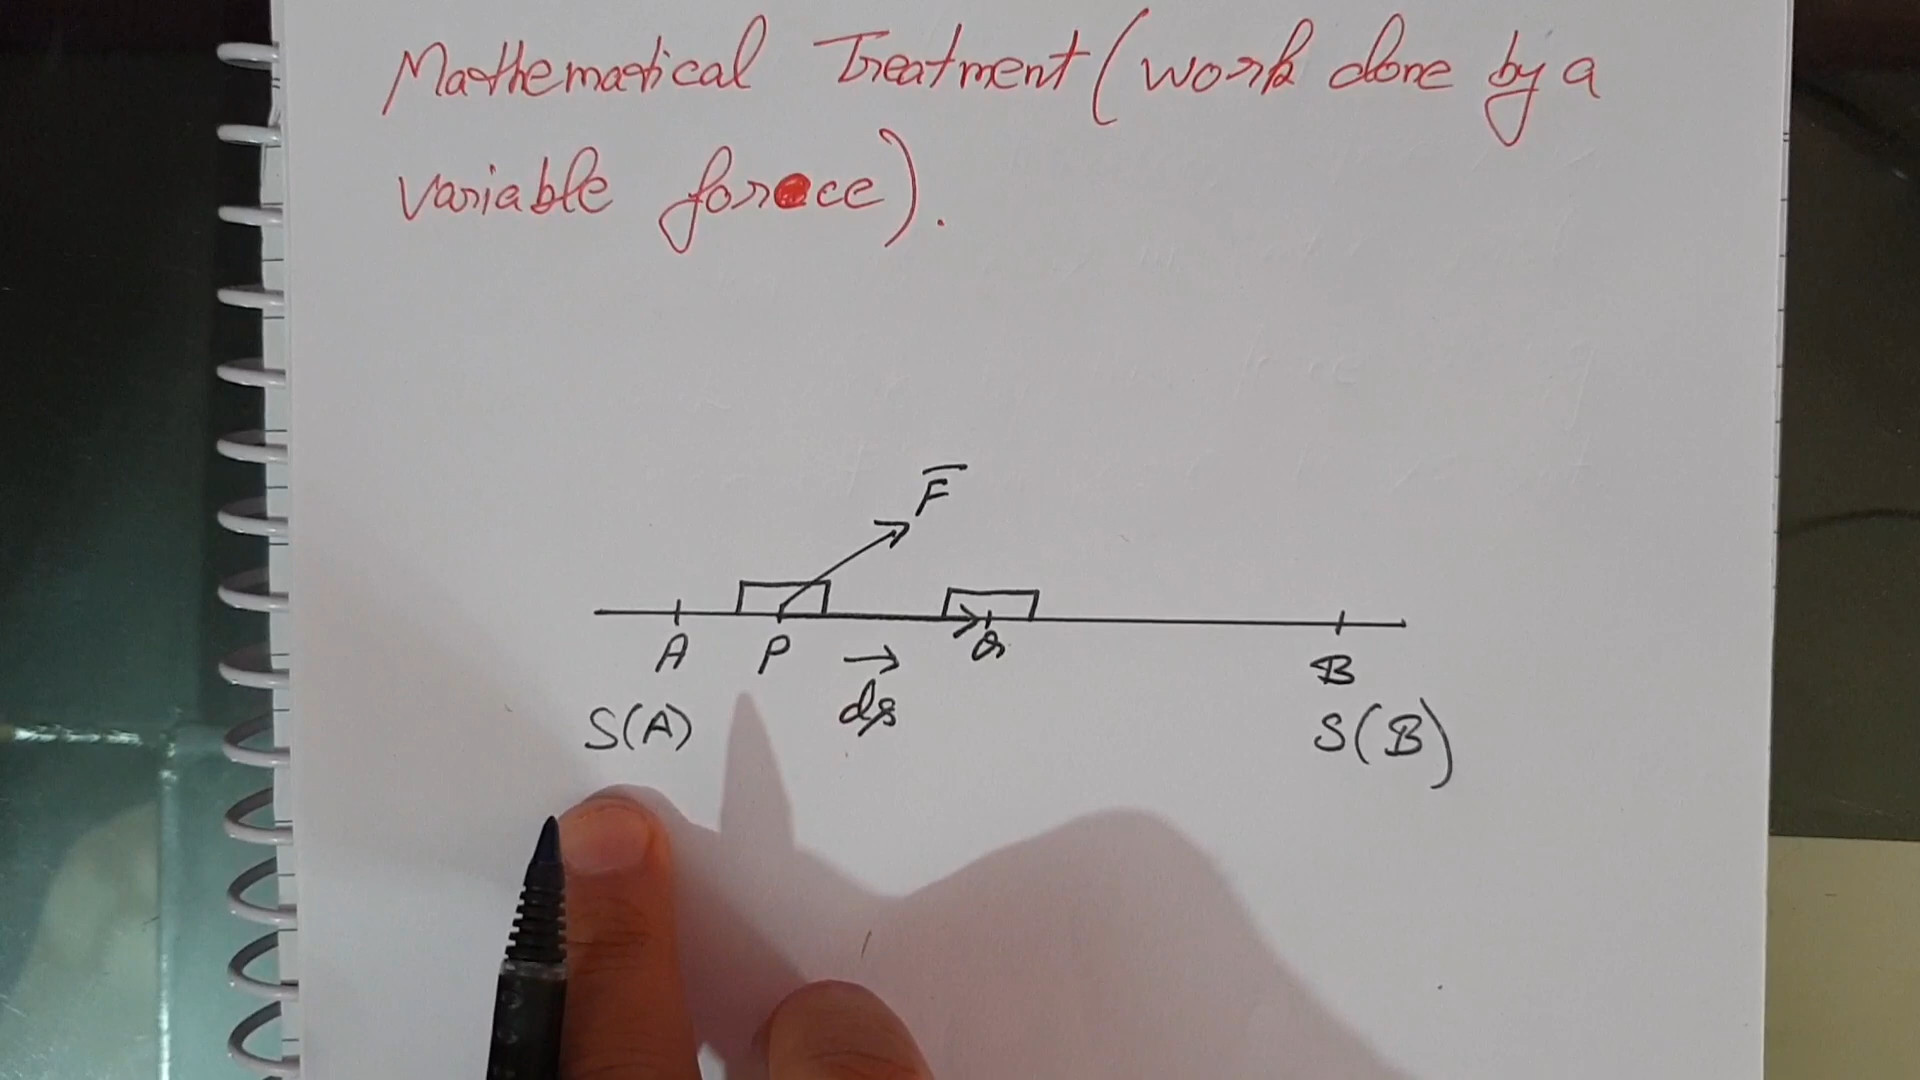 Mathematical Treatment (work done by a
variable force).
F
A P Q B
ds
S(A) S(B)